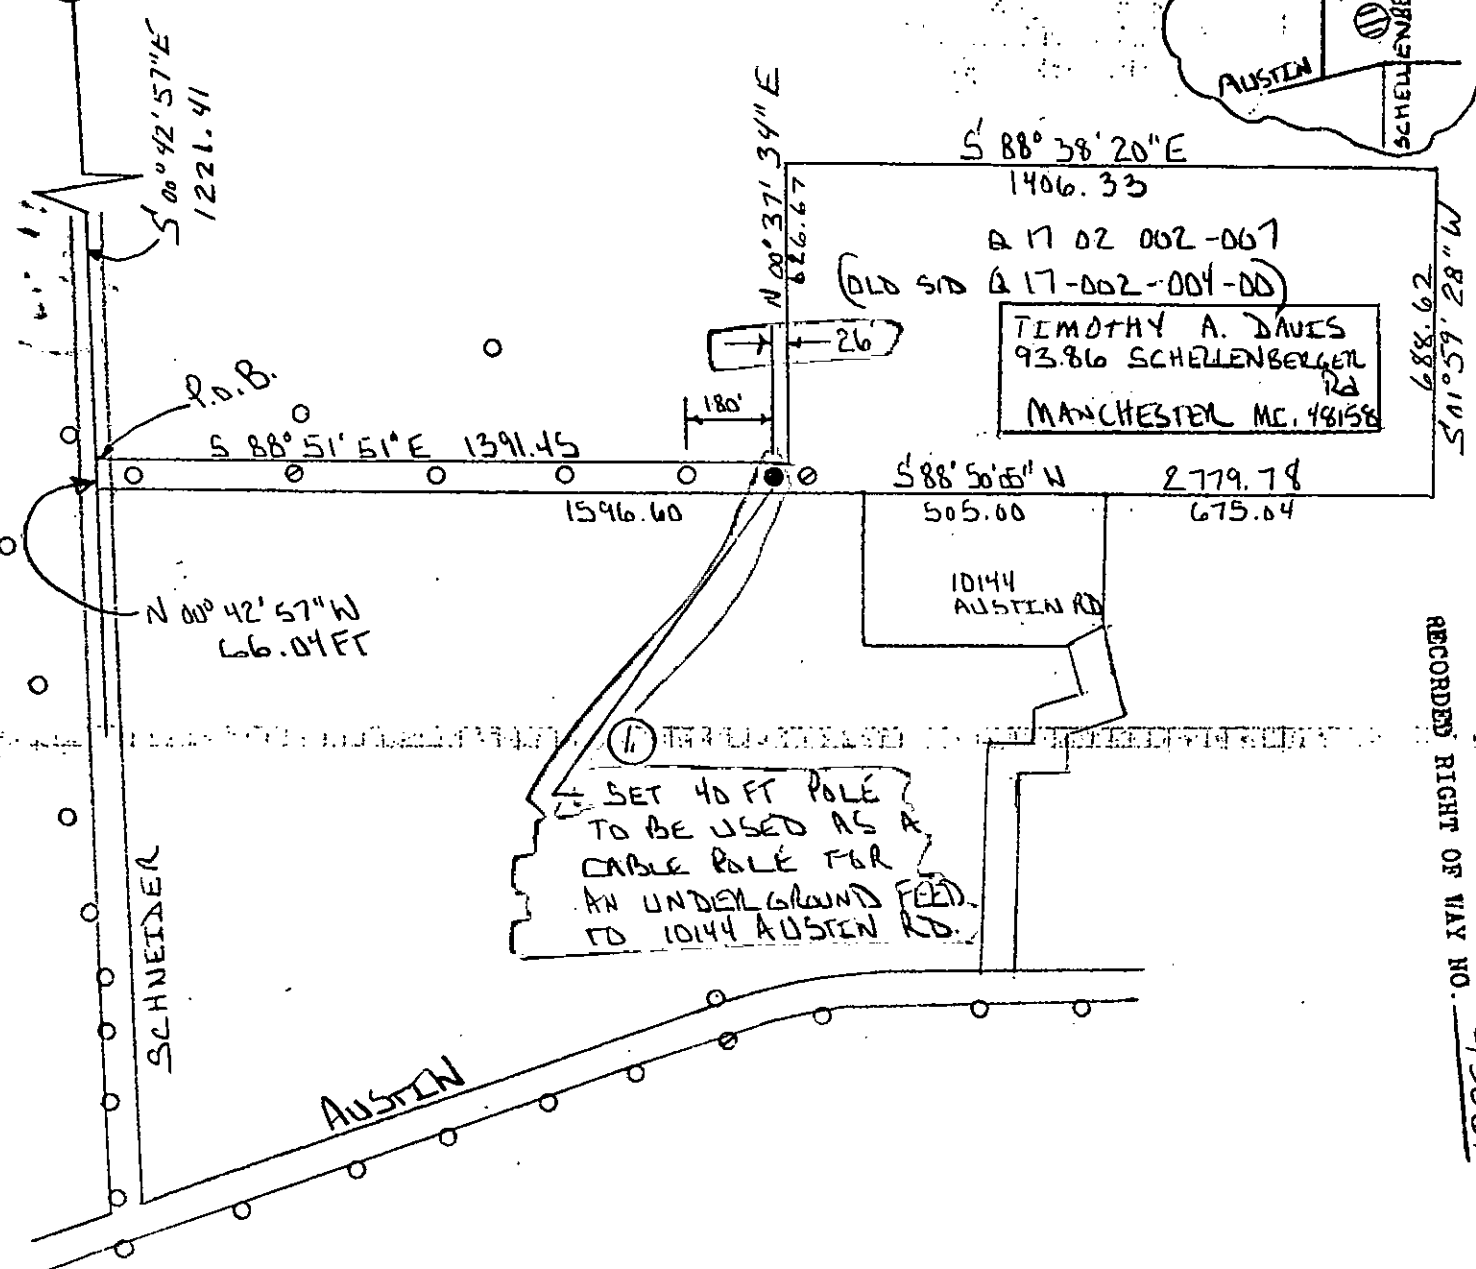 S 00° 42' 57" E
1221.41
N 00° 37' 34" E
626.67
AUSTIN
S 88° 38' 20" E
1406.33
Q 17 02 002-007
(OLD SID Q 17-002-004-00)
TIMOTHY A. DAVIS
93.86 SCHELLENBERGER
Rd
MANCHESTER MI. 48158
688.62
S 01° 59' 28" W
26'
180'
P.O.B.
S 88° 51' 51" E 1391.45
S 88° 50' 05" W 2779.78
1596.60
505.00
675.04
10144
AUSTIN RD
N 00° 42' 57" W
66.04 FT
1.
SET 40 FT POLE
TO BE USED AS A
CABLE POLE FOR
AN UNDERGROUND FEED
TO 10144 AUSTIN RD.
SCHNEIDER
AUSTIN
RECORDED RIGHT OF WAY NO.